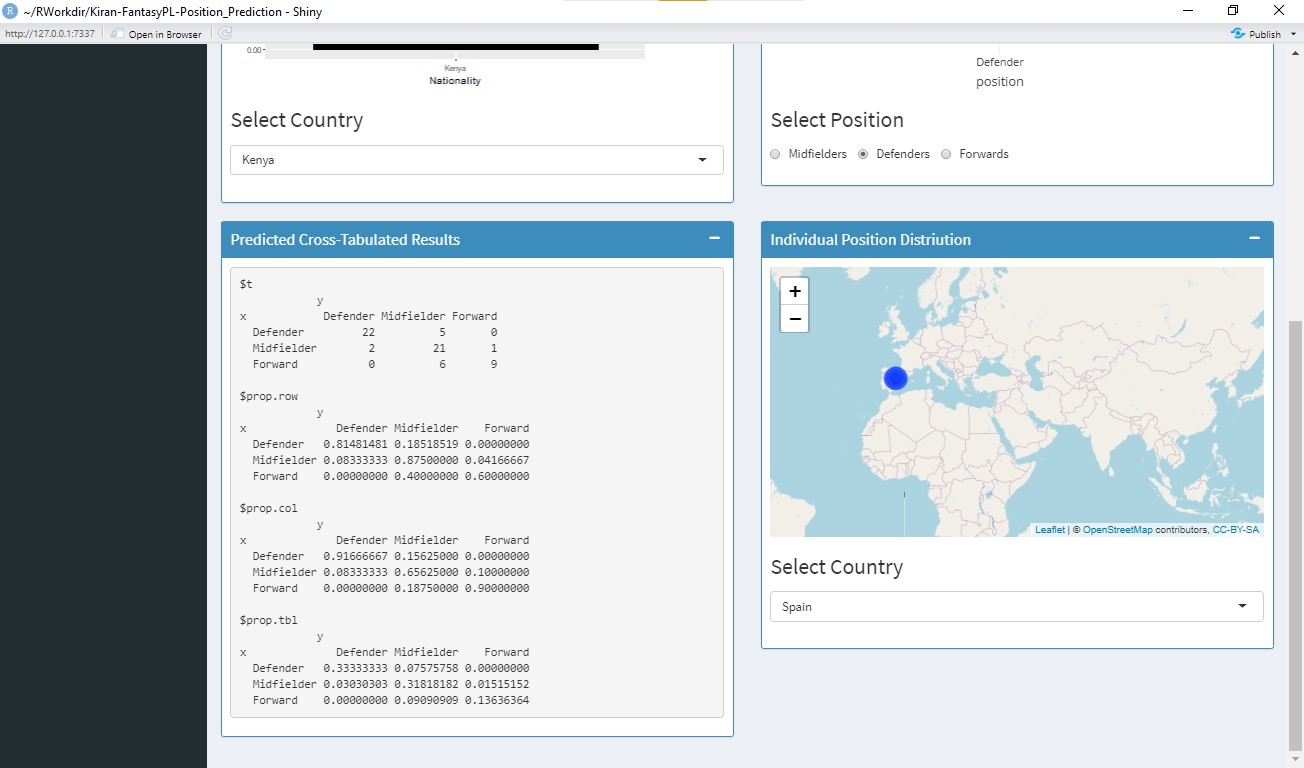 ~/RWorkdir/Kiran-FantasyPL-Position_Prediction - Shiny
http://127.0.0.1:7337 Open in Browser Publish
0.00
Kenya
Nationality
Select Country
Kenya
Defender
position
Select Position
Midfielders Defenders Forwards
Predicted Cross-Tabulated Results
$t
y
x Defender Midfielder Forward
Defender 22 5 0
Midfielder 2 21 1
Forward 0 6 9
$prop.row
y
x Defender Midfielder Forward
Defender 0.81481481 0.18518519 0.00000000
Midfielder 0.08333333 0.87500000 0.04166667
Forward 0.00000000 0.40000000 0.60000000
$prop.col
y
x Defender Midfielder Forward
Defender 0.91666667 0.15625000 0.00000000
Midfielder 0.08333333 0.65625000 0.10000000
Forward 0.00000000 0.18750000 0.90000000
$prop.tbl
y
x Defender Midfielder Forward
Defender 0.33333333 0.07575758 0.00000000
Midfielder 0.03030303 0.31818182 0.01515152
Forward 0.00000000 0.09090909 0.13636364
Individual Position Distriution
+
−
Leaflet | © OpenStreetMap contributors, CC-BY-SA
Select Country
Spain